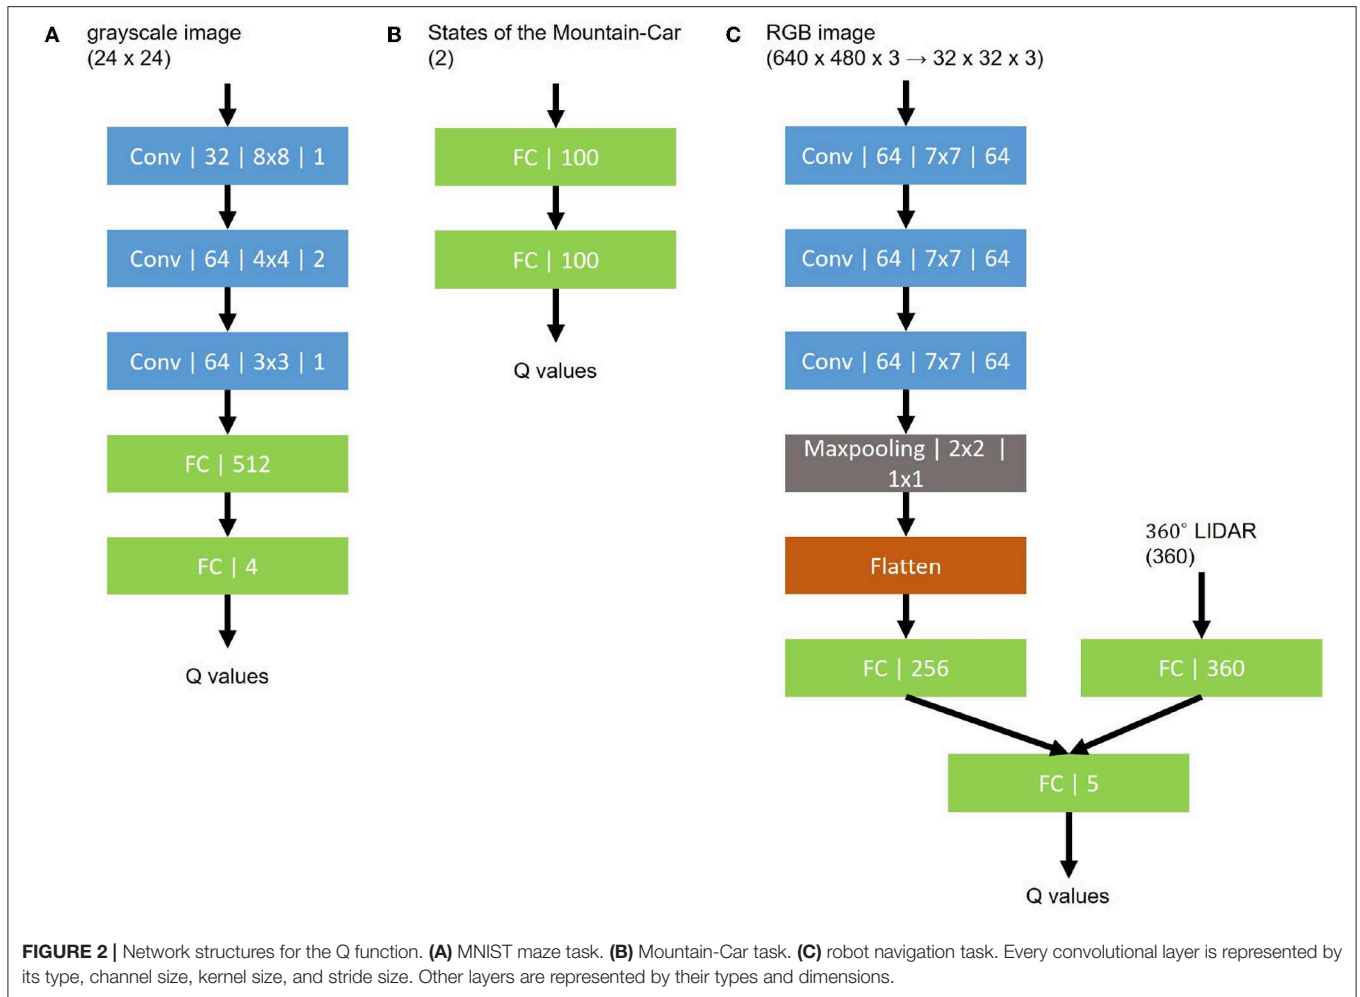 A grayscale image
(24 x 24)
Conv | 32 | 8x8 | 1
Conv | 64 | 4x4 | 2
Conv | 64 | 3x3 | 1
FC | 512
FC | 4
Q values
B States of the Mountain-Car
(2)
FC | 100
FC | 100
Q values
C RGB image
(640 x 480 x 3 → 32 x 32 x 3)
Conv | 64 | 7x7 | 64
Conv | 64 | 7x7 | 64
Conv | 64 | 7x7 | 64
Maxpooling | 2x2 |
1x1
Flatten
FC | 256
360° LIDAR
(360)
FC | 360
FC | 5
Q values
FIGURE 2 | Network structures for the Q function. (A) MNIST maze task. (B) Mountain-Car task. (C) robot navigation task. Every convolutional layer is represented by
its type, channel size, kernel size, and stride size. Other layers are represented by their types and dimensions.